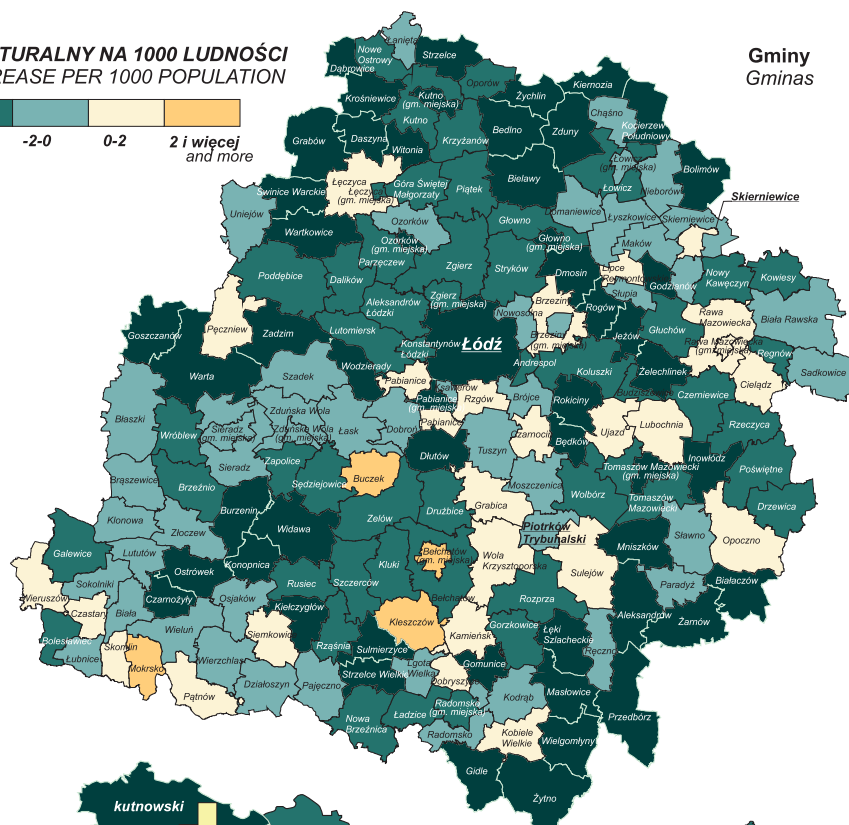 TURALNY NA 1000 LUDNOŚCI
REASE PER 1000 POPULATION
-2-0
0-2
2 i więcej
and more
Gminy
Gminas
Łanięta
Nowe
Ostrowy
Strzelce
Dąbrowice
Oporów
Krośniewice
Kutno
(gm. miejska)
Kutno
Żychlin
Kiernozia
Chąśno
Kocierzew
Południowy
Grabów
Daszyna
Witonia
Krzyżanów
Bedlno
Zduny
Łowicz
(gm. miejska)
Łowicz
Nieborów
Bolimów
Świnice Warckie
Łęczyca
Łęczyca
(gm. miejska)
Góra Świętej
Małgorzaty
Piątek
Bielawy
Skierniewice
Uniejów
Ozorków
Głowno
Domaniewice
Łyszkowice
Skierniewice
Wartkowice
Ozorków
(gm. miejska)
Głowno
(gm. miejska)
Maków
Parzęczew
Zgierz
Stryków
Dmosin
Lipce
Reymontowskie
Godzianów
Nowy
Kawęczyn
Kowiesy
Poddębice
Dalików
Słupia
Aleksandrów
Łódzki
Zgierz
(gm. miejska)
Brzeziny
Rogów
Nowosolna
Rawa
Mazowiecka
Biała Rawska
Pęczniew
Goszczanów
Zadzim
Lutomiersk
Konstantynów
Łódzki
Łódź
Brzeziny
(gm. miejska)
Jeżów
Głuchów
Rawa Mazowiecka
(gm. miejska)
Regnów
Warta
Szadek
Wodzierady
Pabianice
Ksawerów
Andrespol
Koluszki
Żelechlinek
Sadkowice
Cielądz
Pabianice
(gm. miejska)
Rzgów
Brójce
Rokiciny
Budziszewice
Czerniewice
Błaszki
Wróblew
Sieradz
(gm. miejska)
Zduńska Wola
Zduńska Wola
(gm. miejska)
Łask
Dobroń
Pabianice
Czarnocin
Ujazd
Lubochnia
Rzeczyca
Będków
Tuszyn
Dłutów
Inowłódz
Sieradz
Zapolice
Brąszewice
Brzeźnio
Sędziejowice
Buczek
Moszczenica
Wolbórz
Tomaszów Mazowiecki
(gm. miejska)
Tomaszów
Mazowiecki
Poświętne
Drzewica
Burzenin
Widawa
Zelów
Drużbice
Grabica
Klonowa
Złoczew
Piotrków
Trybunalski
Sławno
Opoczno
Galewice
Lututów
Konopnica
Bełchatów
(gm. miejska)
Wola
Krzysztoporska
Mniszków
Ostrówek
Kluki
Sulejów
Sokolniki
Rusiec
Szczerców
Paradyż
Białaczów
Wieruszów
Czarnożyły
Osjaków
Bełchatów
Rozprza
Czastary
Biała
Kiełczygłów
Kleszczów
Aleksandrów
Żarnów
Bolesławiec
Wieluń
Siemkowice
Kamieńsk
Gorzkowice
Łęki
Szlacheckie
Skomlin
Rząśnia
Sulmierzyce
Ręczno
Łubnice
Mokrsko
Wierzchlas
Strzelce Wielkie
Lgota
Wielka
Gomunice
Dobryszyce
Pątnów
Działoszyn
Pajęczno
Kodrąb
Masłowice
Nowa
Brzeźnica
Ładzice
Radomsko
(gm. miejska)
Przedbórz
Radomsko
Kobiele
Wielkie
Wielgomłyny
Gidle
Żytno
kutnowski